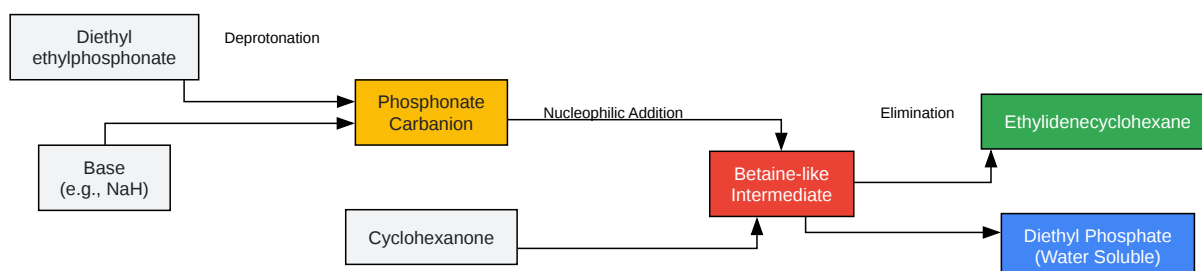 Diethyl
ethylphosphonate
Deprotonation
Base
(e.g., NaH)
Phosphonate
Carbanion
Nucleophilic Addition
Cyclohexanone
Betaine-like
Intermediate
Elimination
Ethylidenecyclohexane
Diethyl Phosphate
(Water Soluble)